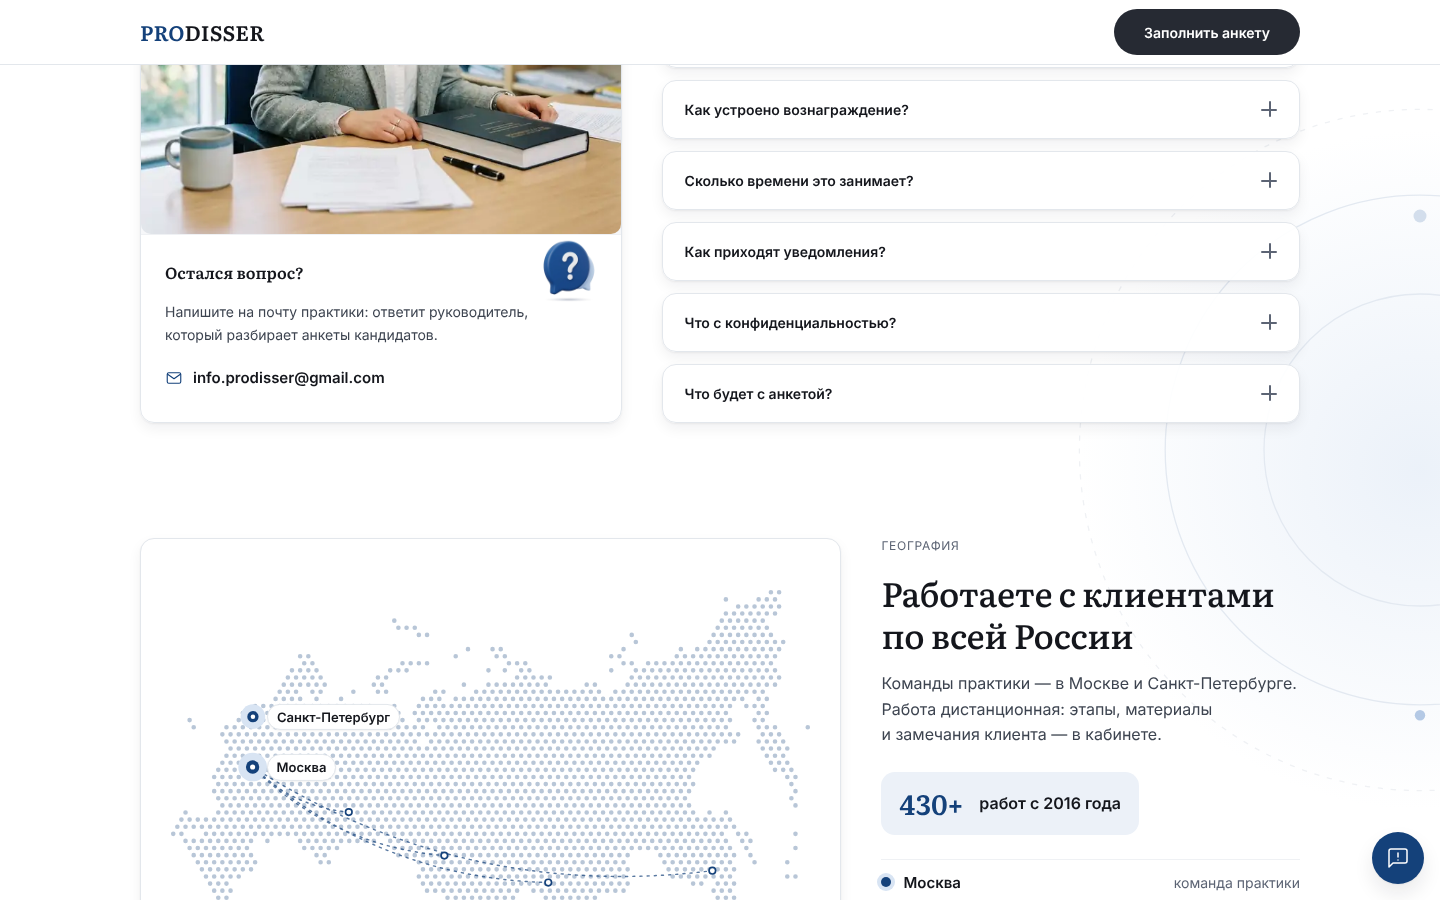 PRODISSER
Заполнить анкету
Как устроено вознаграждение?
Сколько времени это занимает?
Как приходят уведомления?
Что с конфиденциальностью?
Что будет с анкетой?
Остался вопрос?
Напишите на почту практики: ответит руководитель,
который разбирает анкеты кандидатов.
info.prodisser@gmail.com
Санкт-Петербург
Москва
ГЕОГРАФИЯ
Работаете с клиентами
по всей России
Команды практики — в Москве и Санкт-Петербурге.
Работа дистанционная: этапы, материалы
и замечания клиента — в кабинете.
430+ работ с 2016 года
Москва
команда практики